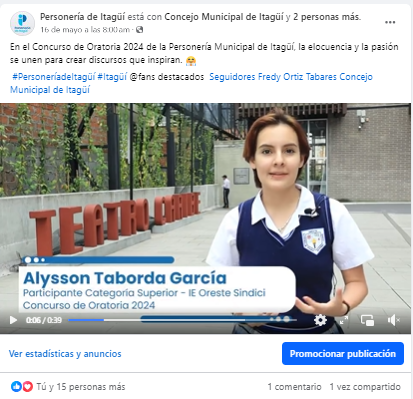 Personería de Itagüí está con Concejo Municipal de Itagüí y 2 personas más.
16 de mayo a las 8:00 am ·
En el Concurso de Oratoria 2024 de la Personería Municipal de Itagüí, la elocuencia y la pasión
se unen para crear discursos que inspiran. 🤗
#PersoneríadeItagüí #Itagüí @fans destacados Seguidores Fredy Ortiz Tabares Concejo
Municipal de Itagüí
TEATRO CARIBE
Alysson Taborda García
Participante Categoría Superior - IE Oreste Sindici
Concurso de Oratoria 2024
0:06 / 0:39
Ver estadísticas y anuncios
Promocionar publicación
Tú y 15 personas más
1 comentario 1 vez compartido